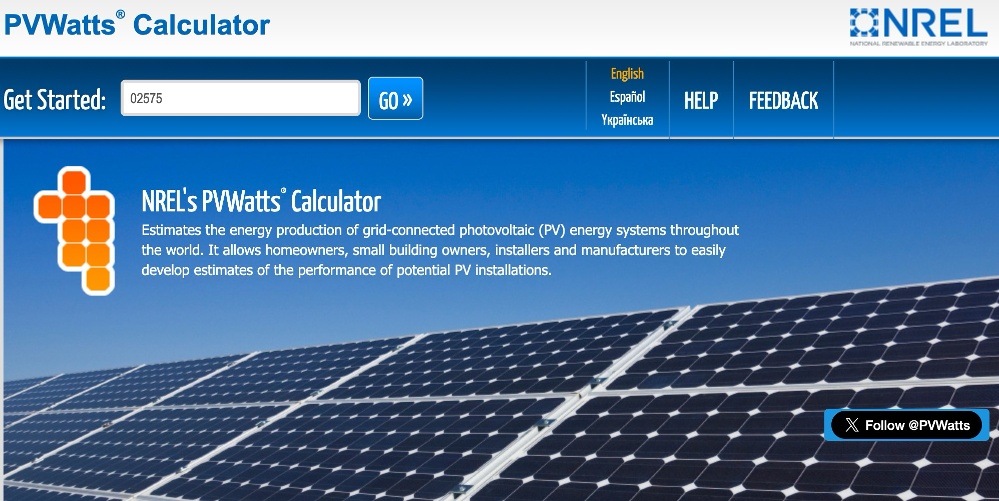 PVWatts® Calculator
NREL
NATIONAL RENEWABLE ENERGY LABORATORY
Get Started:
02575
GO »
English
Español
Українська
HELP
FEEDBACK
NREL's PVWatts® Calculator
Estimates the energy production of grid-connected photovoltaic (PV) energy systems throughout
the world. It allows homeowners, small building owners, installers and manufacturers to easily
develop estimates of the performance of potential PV installations.
X Follow @PVWatts